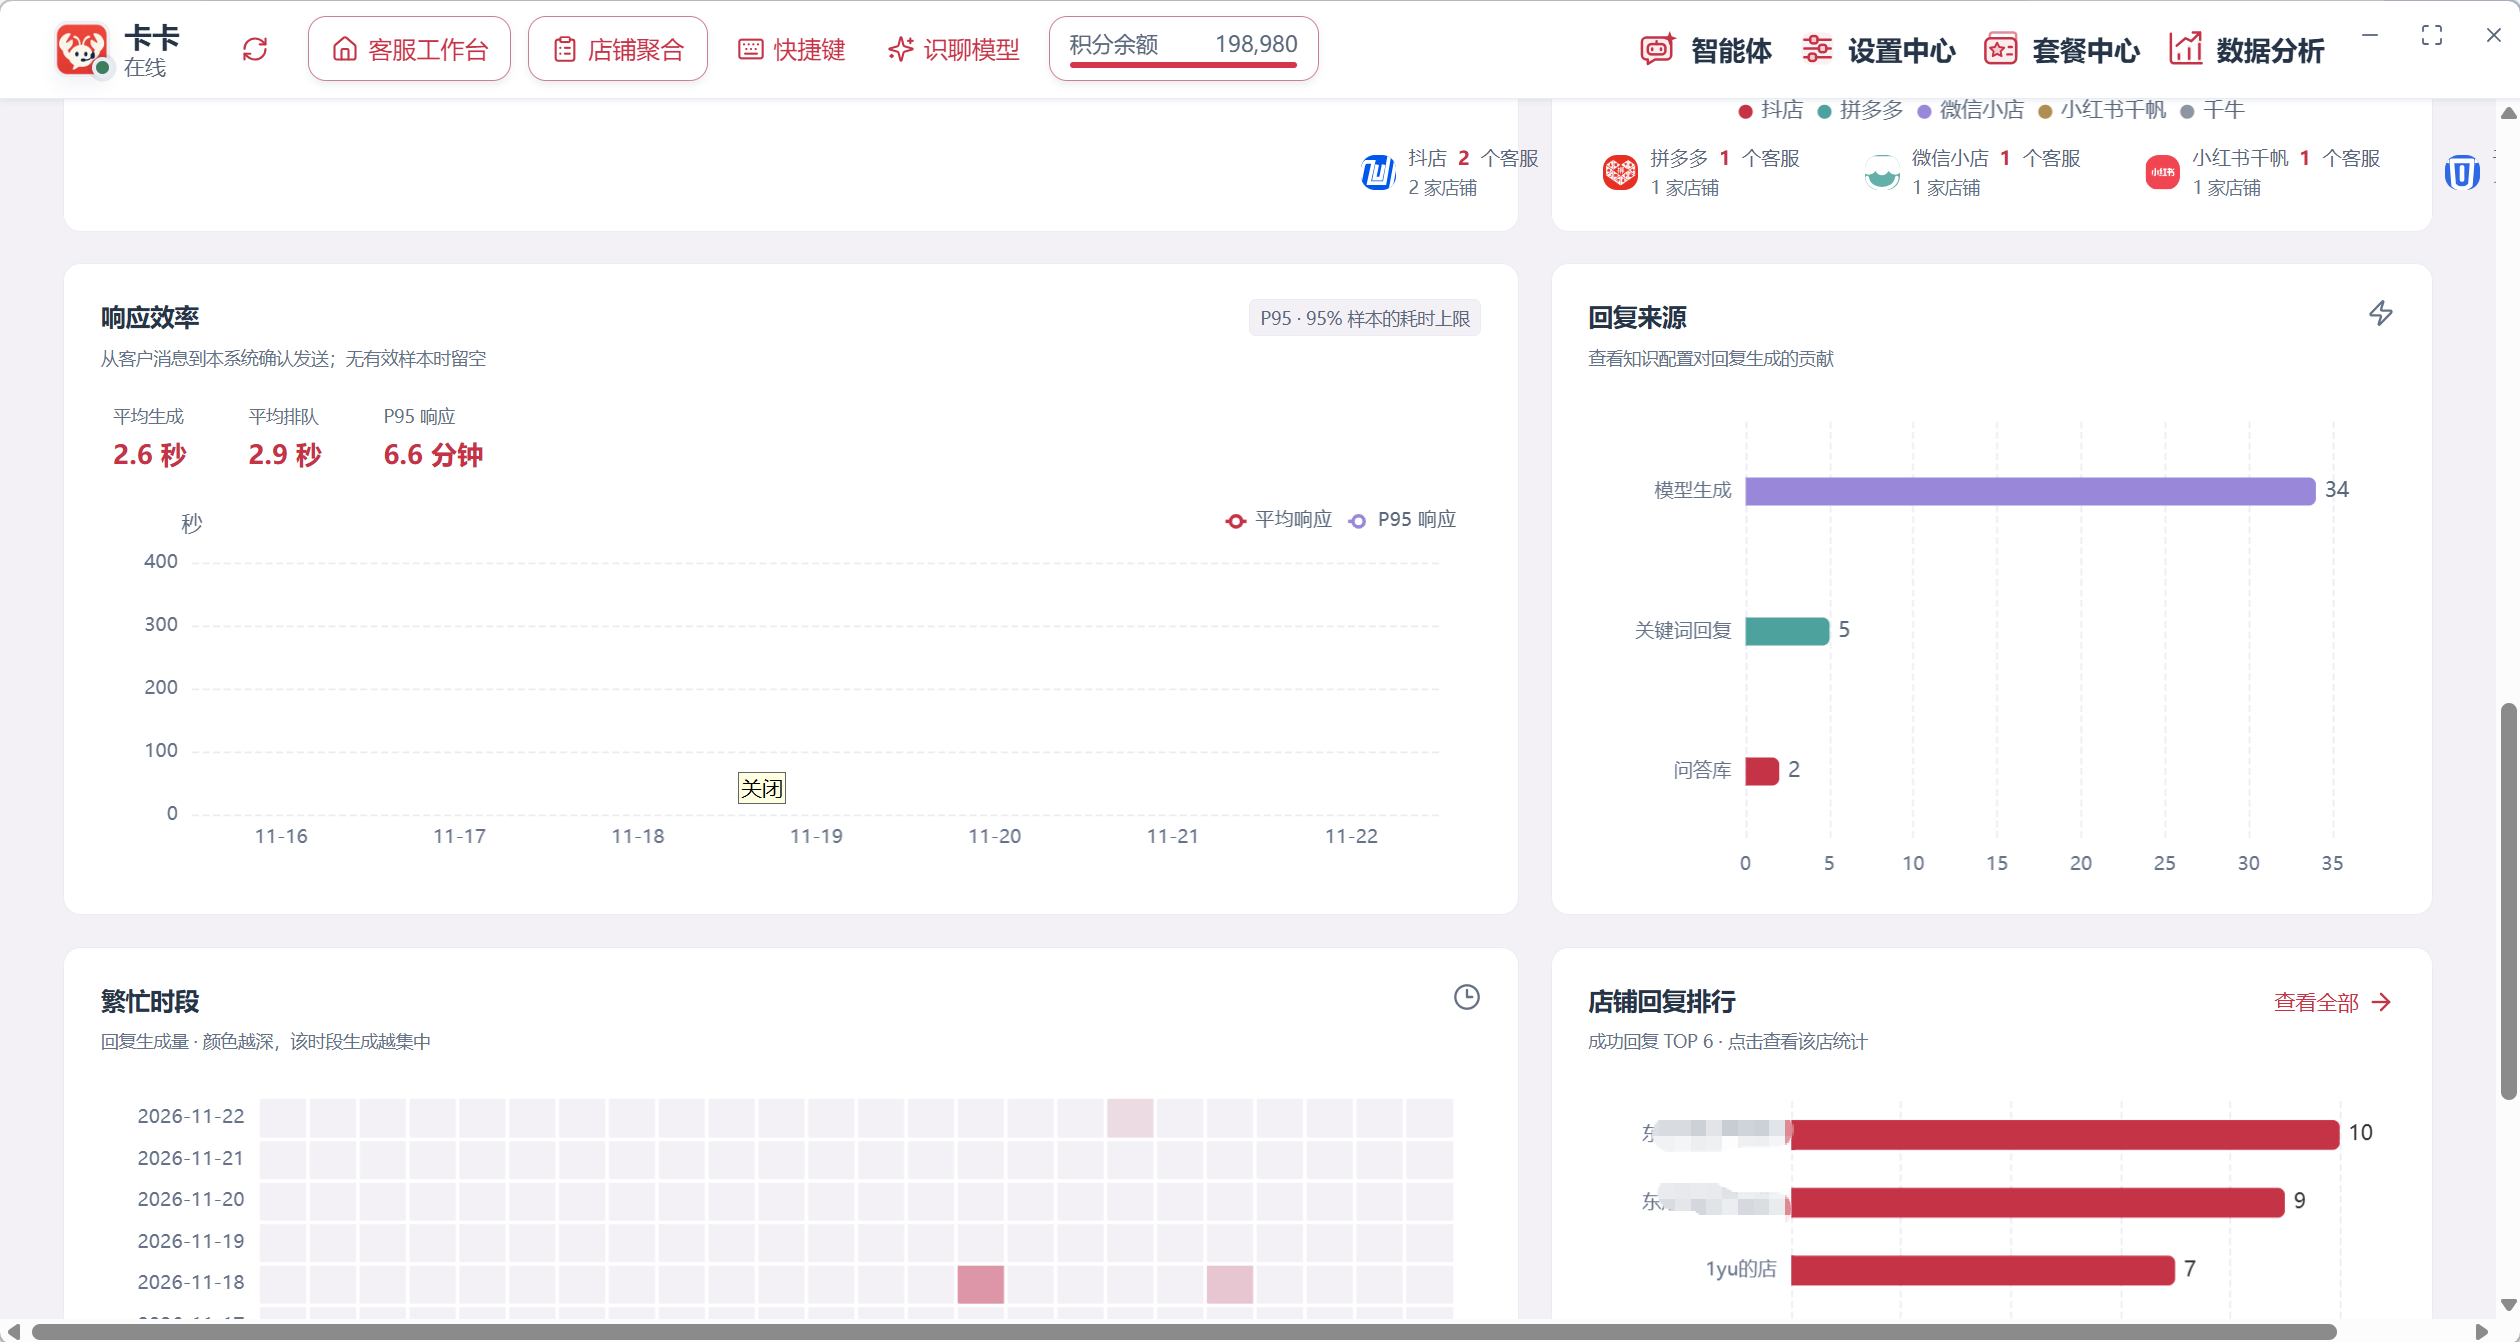 卡卡
在线
客服工作台
店铺聚合
快捷键
识聊模型
积分余额 198,980
智能体
设置中心
套餐中心
数据分析
抖店 拼多多 微信小店 小红书千帆 千牛
抖店 2 个客服
2 家店铺
拼多多 1 个客服
1 家店铺
微信小店 1 个客服
1 家店铺
小红书千帆 1 个客服
1 家店铺
响应效率
P95 · 95% 样本的耗时上限
从客户消息到本系统确认发送；无有效样本时留空
平均生成 平均排队 P95 响应
2.6 秒 2.9 秒 6.6 分钟
秒
平均响应 P95 响应
400
300
200
100
0
关闭
11-16 11-17 11-18 11-19 11-20 11-21 11-22
回复来源
查看知识配置对回复生成的贡献
模型生成 34
关键词回复 5
问答库 2
0 5 10 15 20 25 30 35
繁忙时段
回复生成量 · 颜色越深，该时段生成越集中
2026-11-22
2026-11-21
2026-11-20
2026-11-19
2026-11-18
店铺回复排行
查看全部
成功回复 TOP 6 · 点击查看该店统计
东 10
东 9
1yu的店 7